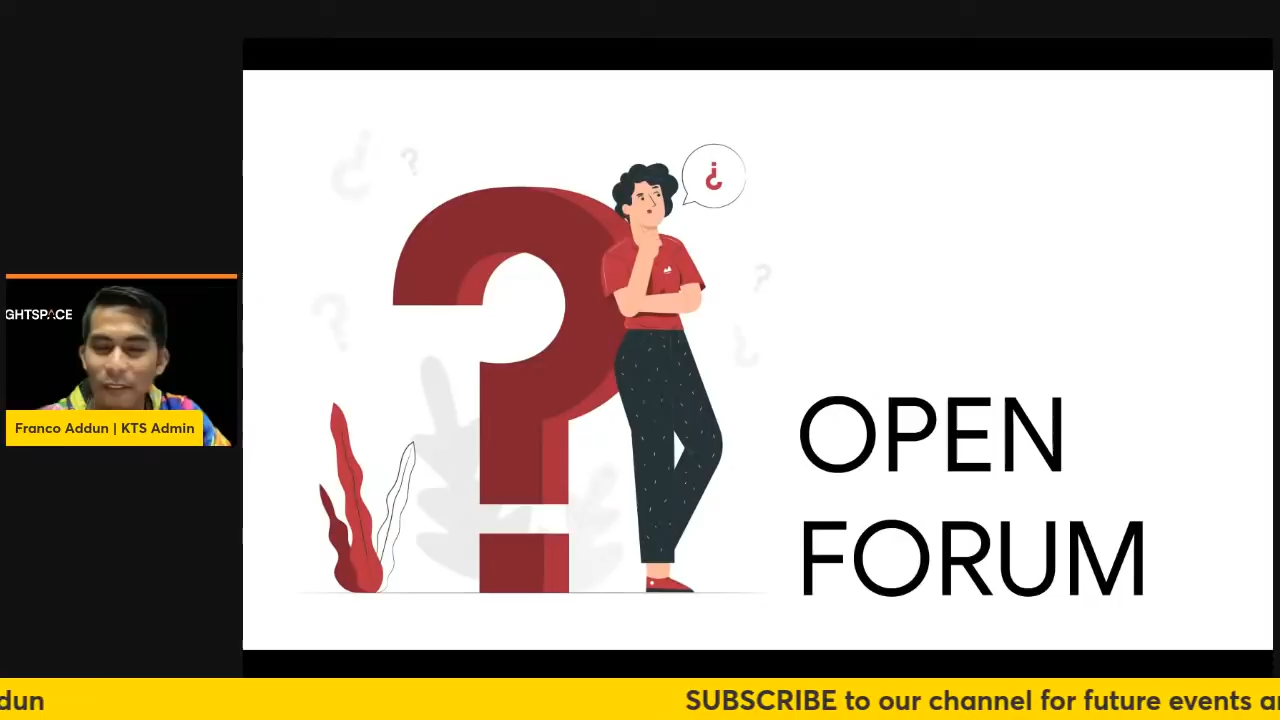 GHTSPACE
Franco Addun | KTS Admin
?
?
OPEN
FORUM
dun
SUBSCRIBE to our channel for future events a